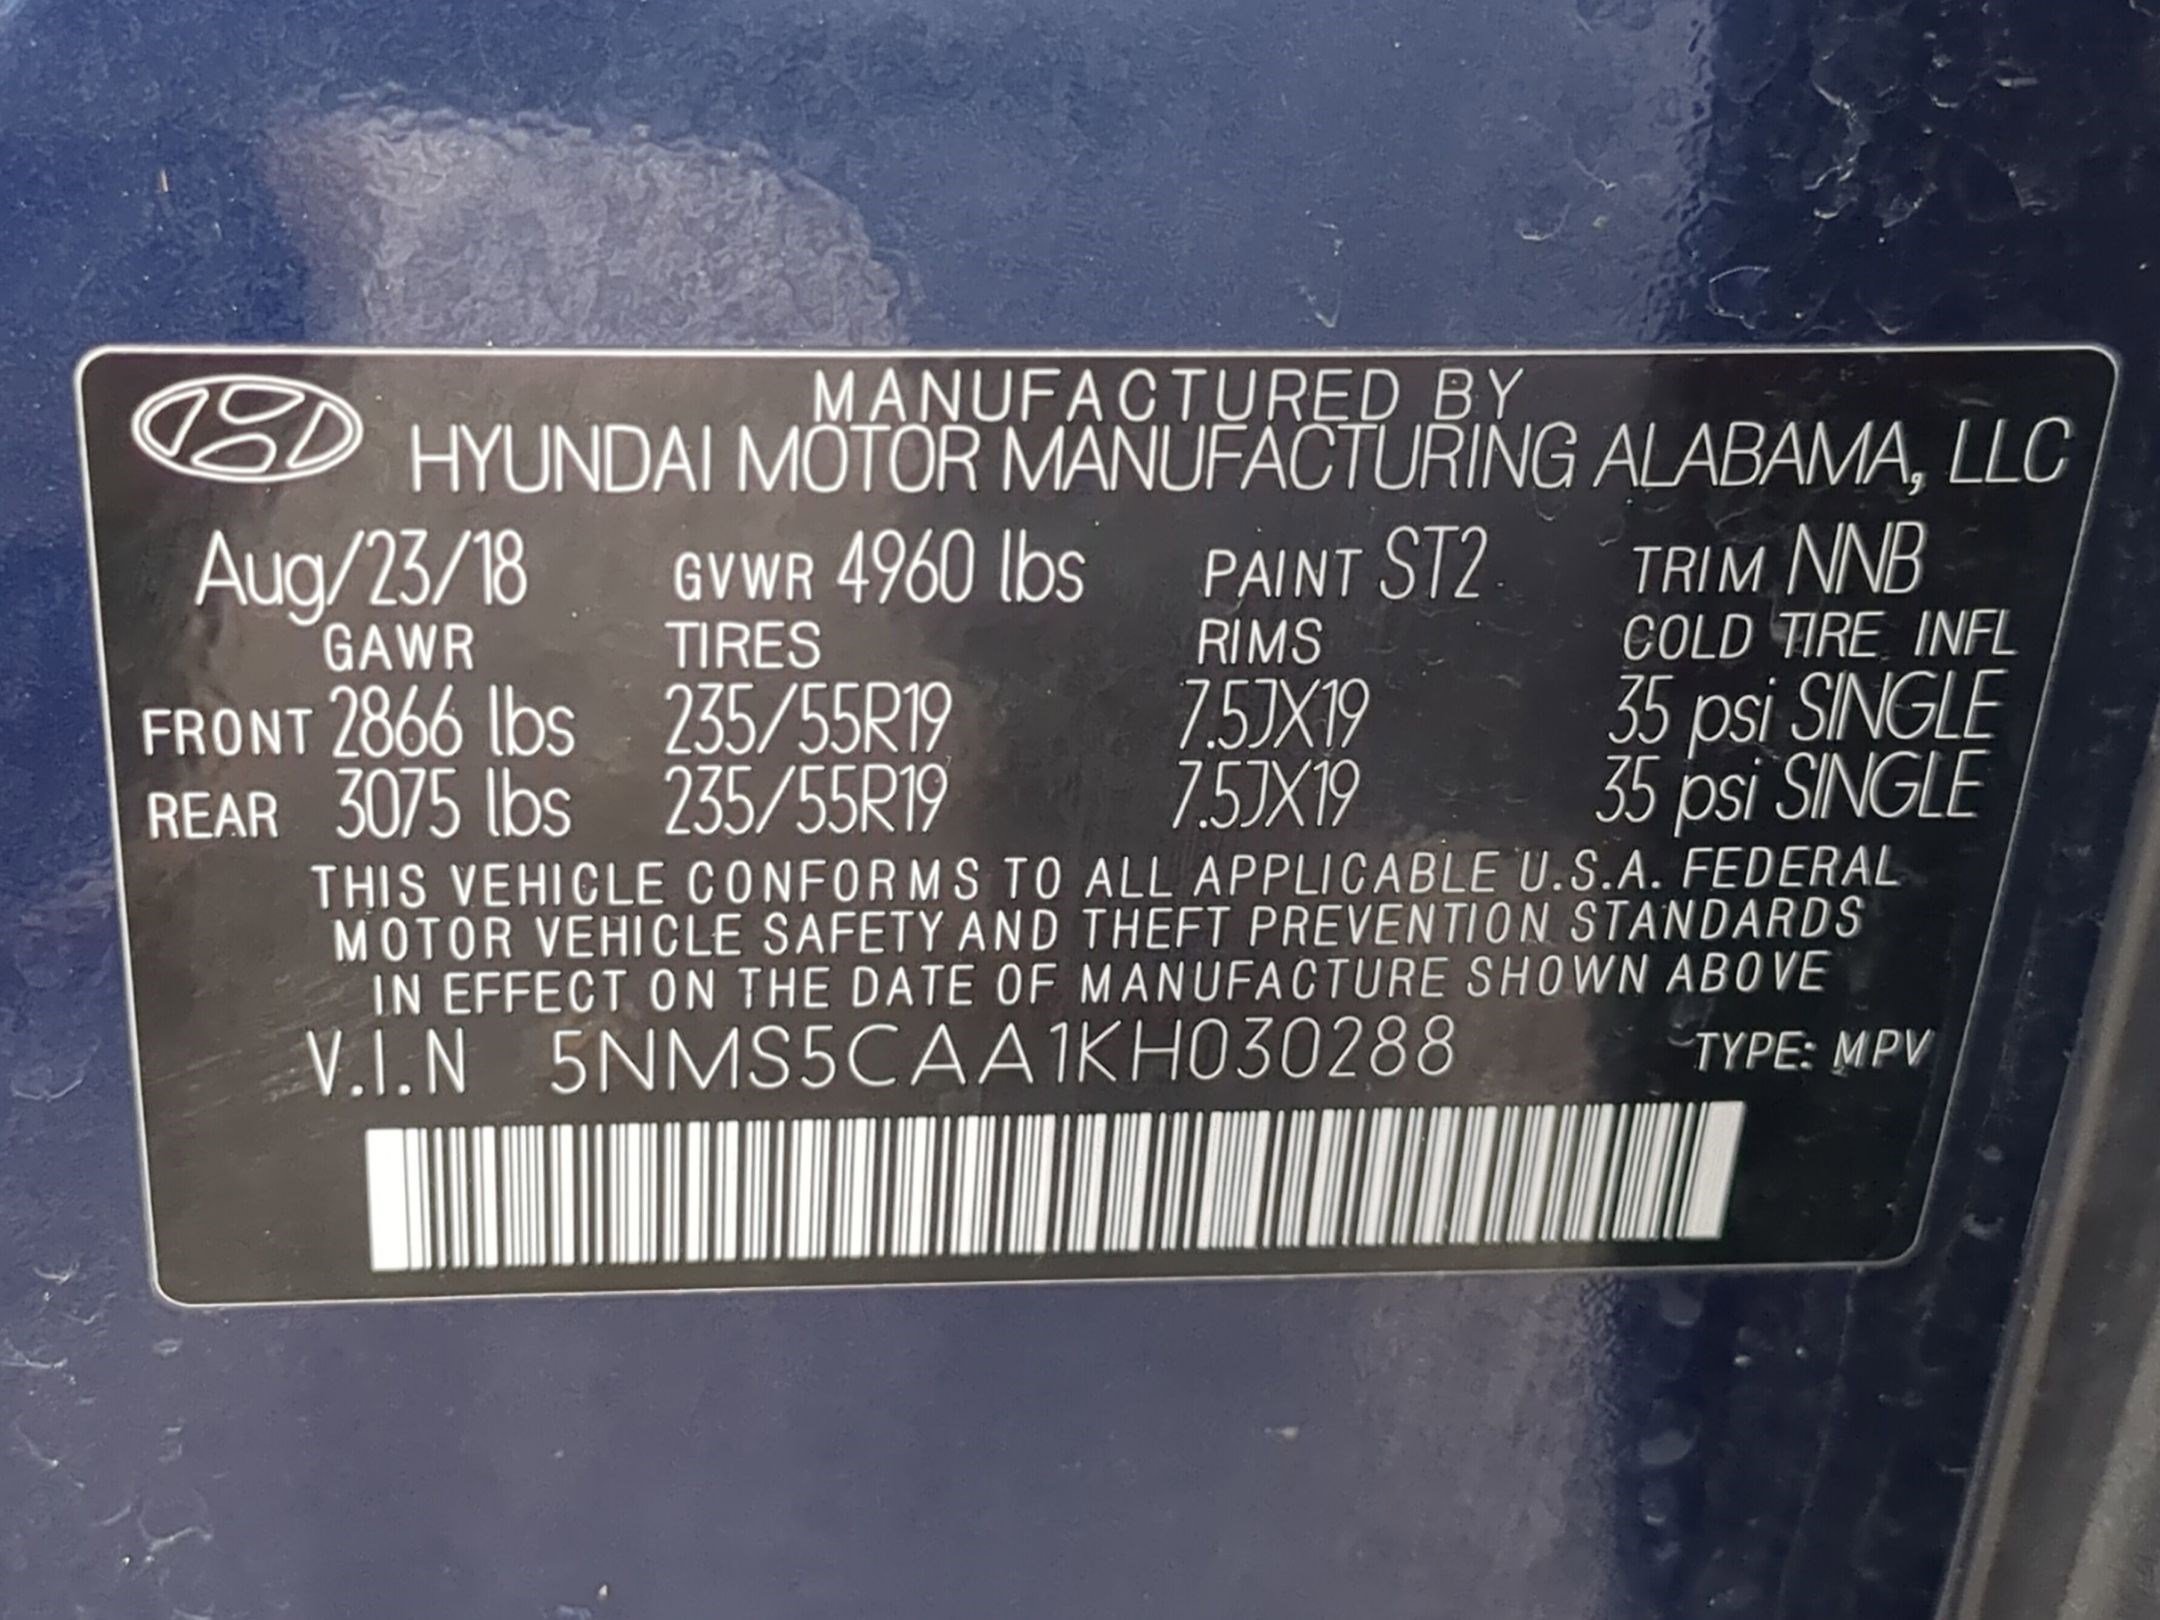 MANUFACTURED BY
HYUNDAI MOTOR MANUFACTURING ALABAMA, LLC
Aug/23/18 GVWR 4960 lbs PAINT ST2 TRIM NNB
GAWR TIRES RIMS COLD TIRE INFL
FRONT 2866 lbs 235/55R19 7.5JX19 35 psi SINGLE
REAR 3075 lbs 235/55R19 7.5JX19 35 psi SINGLE
THIS VEHICLE CONFORMS TO ALL APPLICABLE U.S.A. FEDERAL
MOTOR VEHICLE SAFETY AND THEFT PREVENTION STANDARDS
IN EFFECT ON THE DATE OF MANUFACTURE SHOWN ABOVE
V.I.N 5NMS5CAA1KH030288 TYPE: MPV